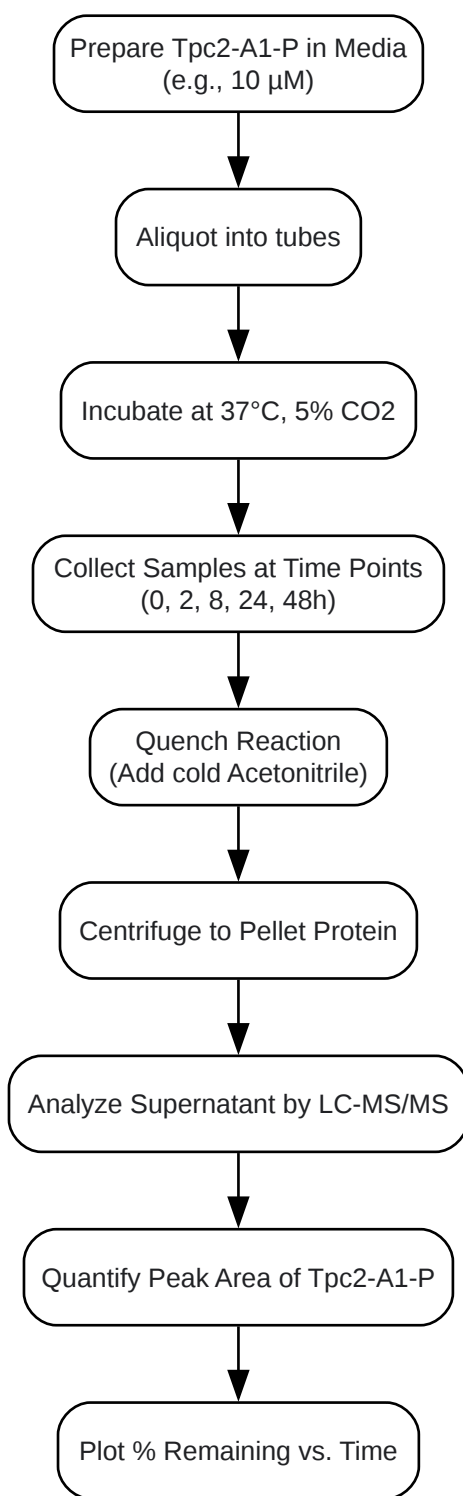 Prepare Tpc2-A1-P in Media
(e.g., 10 µM)
Aliquot into tubes
Incubate at 37°C, 5% CO2
Collect Samples at Time Points
(0, 2, 8, 24, 48h)
Quench Reaction
(Add cold Acetonitrile)
Centrifuge to Pellet Protein
Analyze Supernatant by LC-MS/MS
Quantify Peak Area of Tpc2-A1-P
Plot % Remaining vs. Time